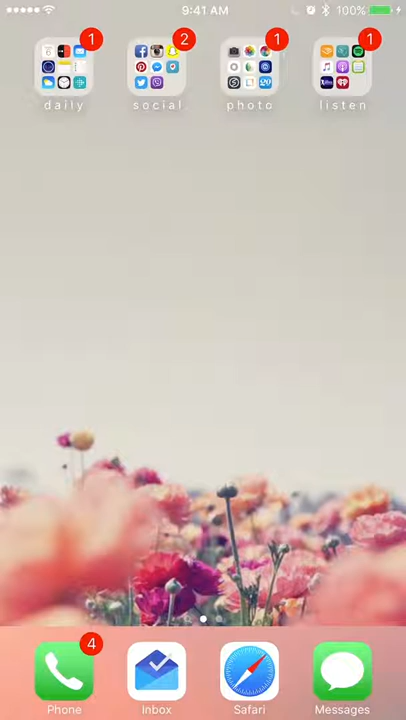 9:41 AM 100%
1 2 1 1
daily social photo listen
4
Phone Inbox Safari Messages